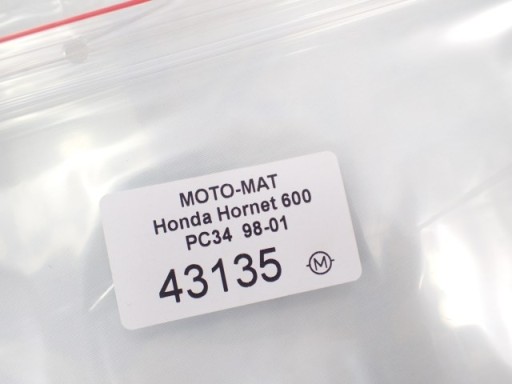 MOTO-MAT
Honda Hornet 600
PC34 98-01
43135 M